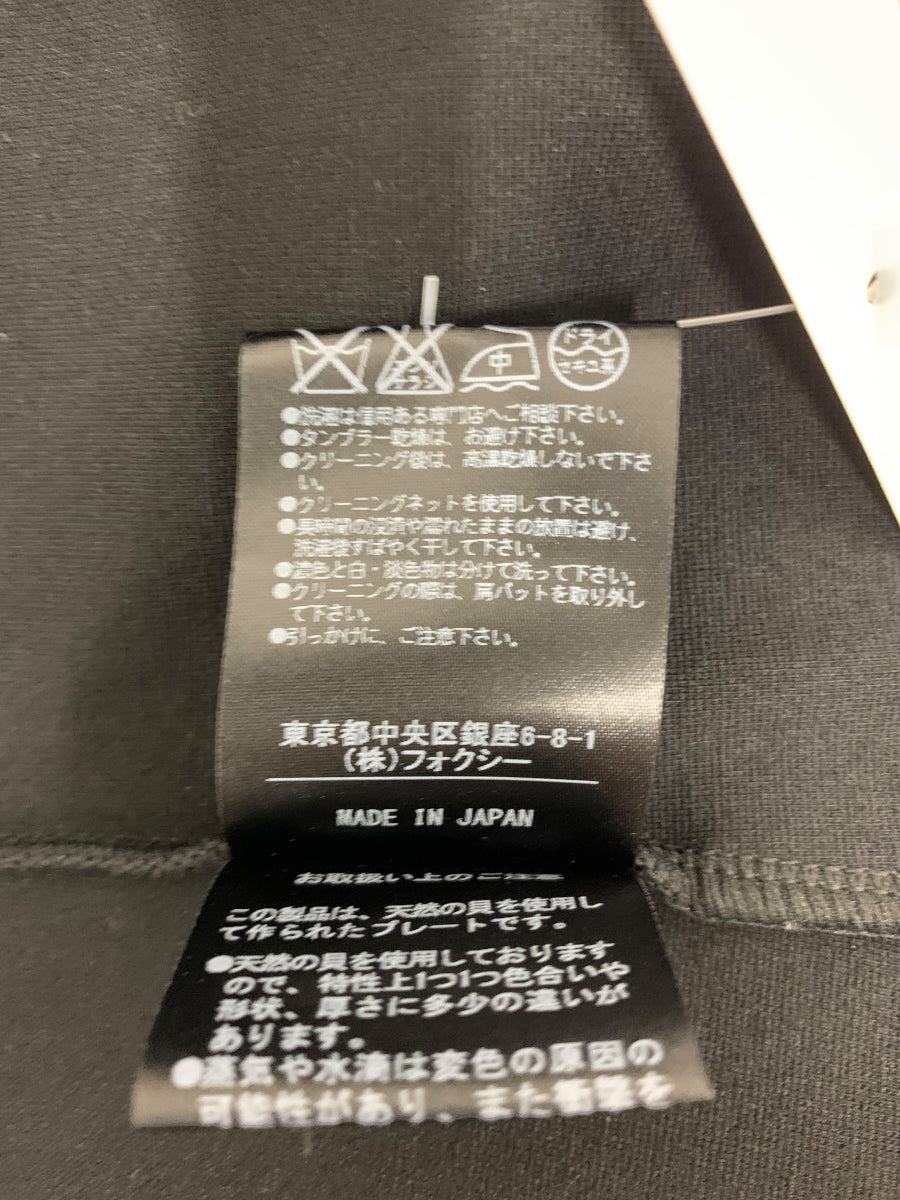 エンソ
サラシ
中
ドライ
セキユ系
●洗濯は信用ある専門店へご相談下さい。
●タンブラー乾燥は、お避け下さい。
●クリーニング後は、高温乾燥しないで下さ
い。
●クリーニングネットを使用して下さい。
●長時間の浸漬や濡れたままの放置は避け、
洗濯後すばやく干して下さい。
●濃色と白・淡色物は分けて洗って下さい。
●クリーニングの際は、肩パットを取り外し
て下さい。
●引っかけに、ご注意下さい。
東京都中央区銀座6-8-1
(株)フォクシー
MADE IN JAPAN
お取扱い上のご注意
この製品は、天然の貝を使用し
て作られたプレートです。
●天然の貝を使用しております
ので、特性上1つ1つ色合いや
形状、厚さに多少の違いが
あります。
●蒸気や水滴は変色の原因の
可能性があり、また衝撃を